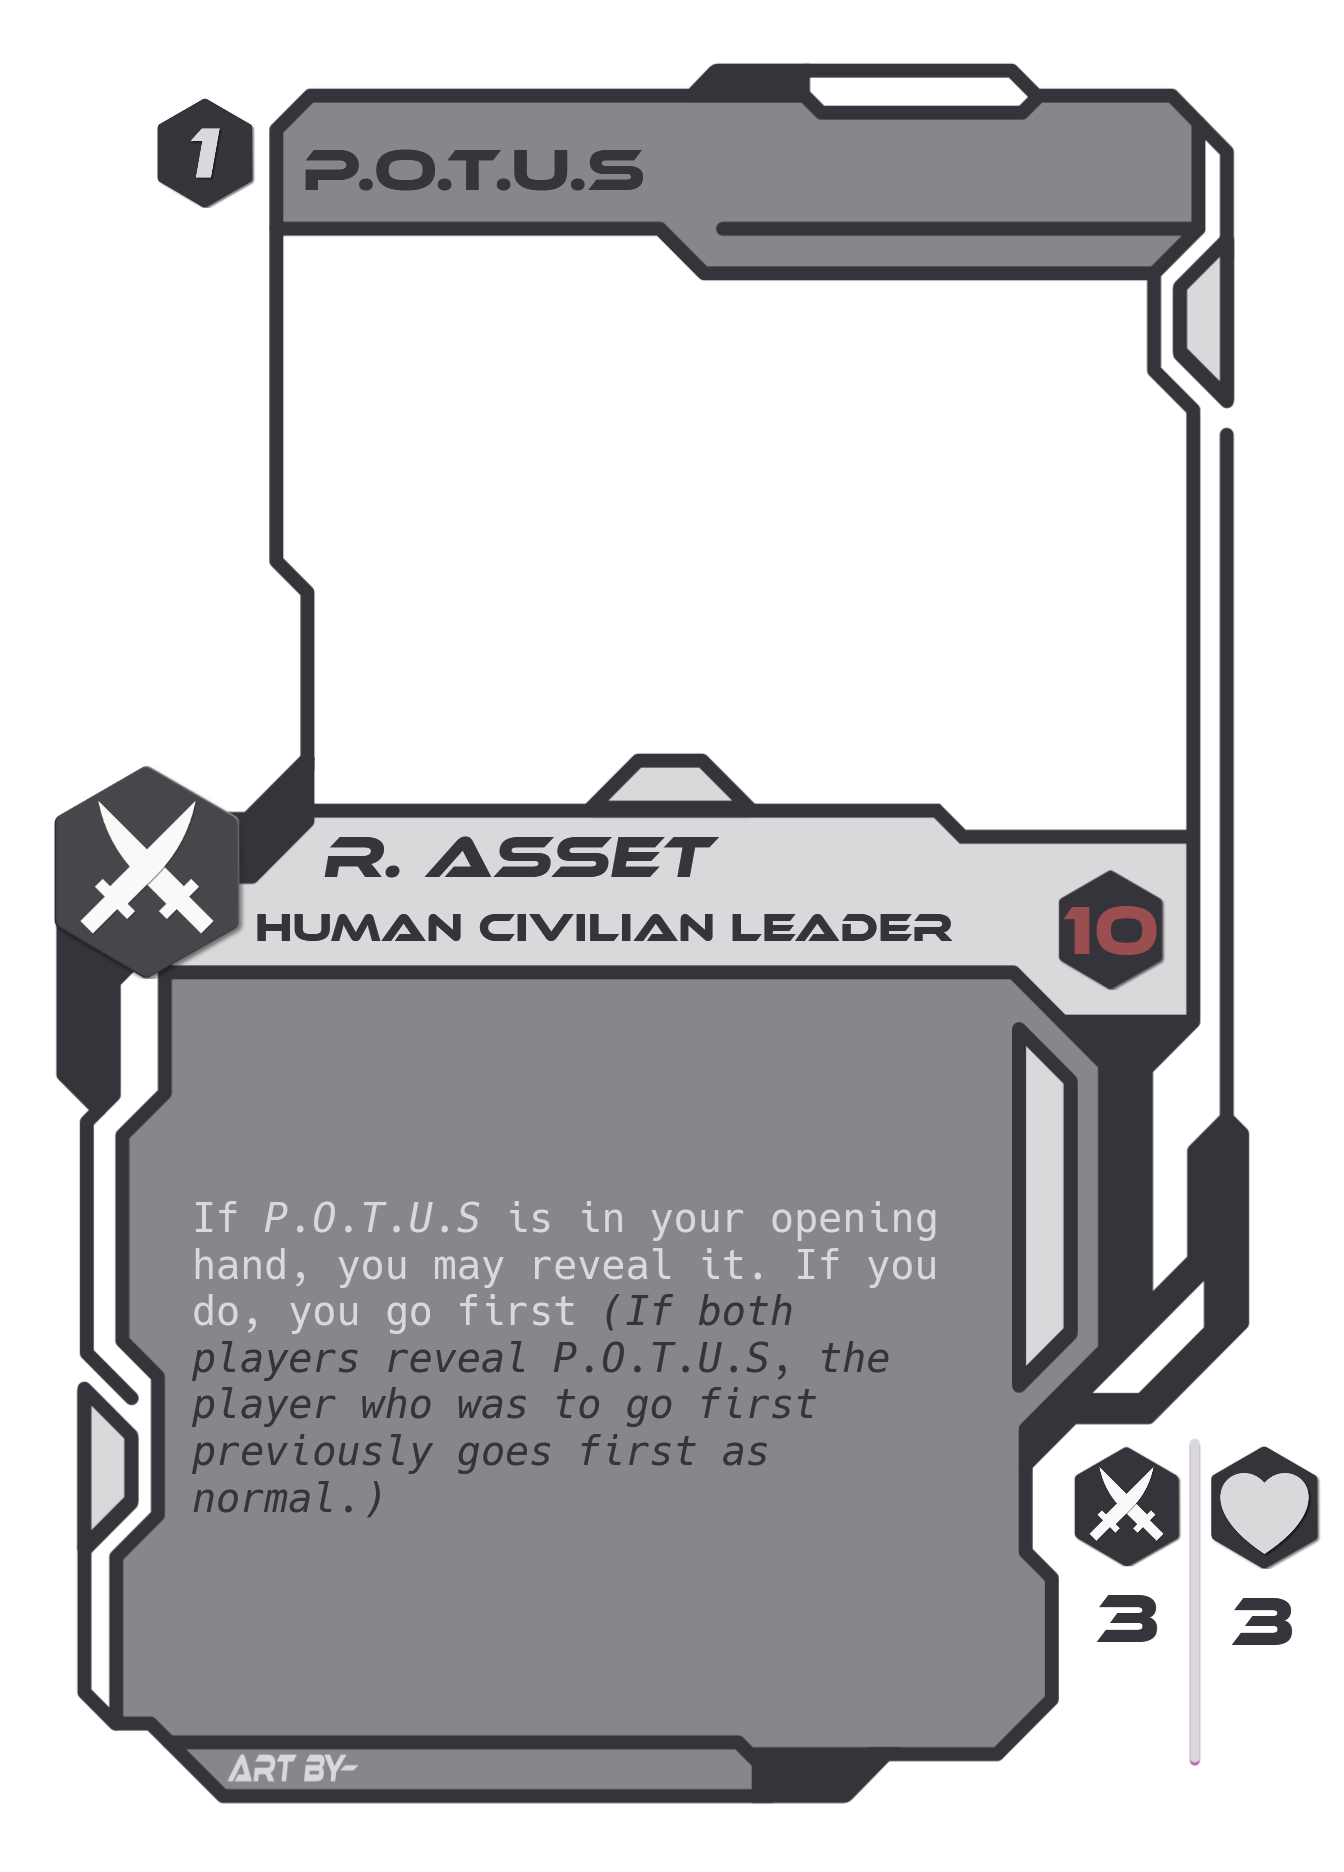 1
P.O.T.U.S
R. ASSET
HUMAN CIVILIAN LEADER
10
If P.O.T.U.S is in your opening
hand, you may reveal it. If you
do, you go first (If both
players reveal P.O.T.U.S, the
player who was to go first
previously goes first as
normal.)
3
3
ART BY-